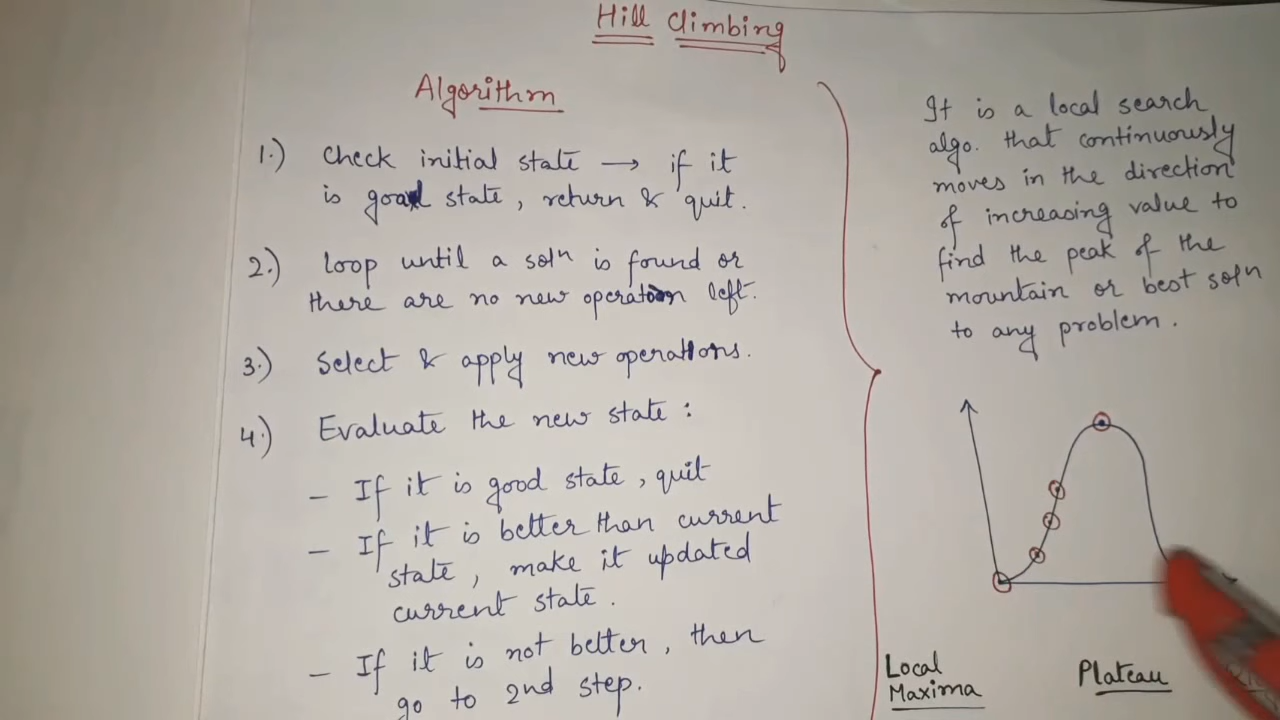 Hill Climbing
Algorithm
1.) Check initial state → if it
is goal state, return & quit.
2.) Loop until a solⁿ is found or
there are no new operation left.
3.) Select & apply new operations.
4.) Evaluate the new state :
- If it is good state, quit
- If it is better than current
state, make it updated
current state.
- If it is not better, then
go to 2nd step.
It is a local search
algo. that continuously
moves in the direction
of increasing value to
find the peak of the
mountain or best solⁿ
to any problem.
Local
Maxima
Plateau